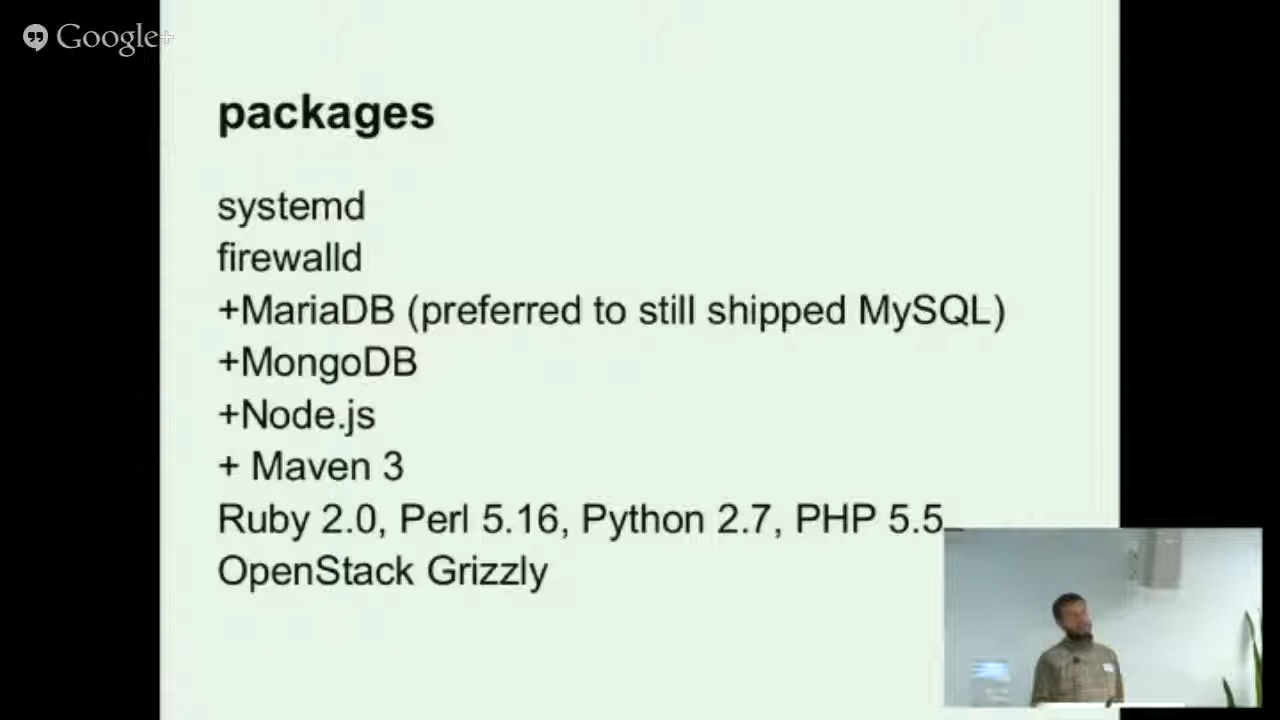 Google+
packages
systemd
firewalld
+MariaDB (preferred to still shipped MySQL)
+MongoDB
+Node.js
+ Maven 3
Ruby 2.0, Perl 5.16, Python 2.7, PHP 5.5
OpenStack Grizzly